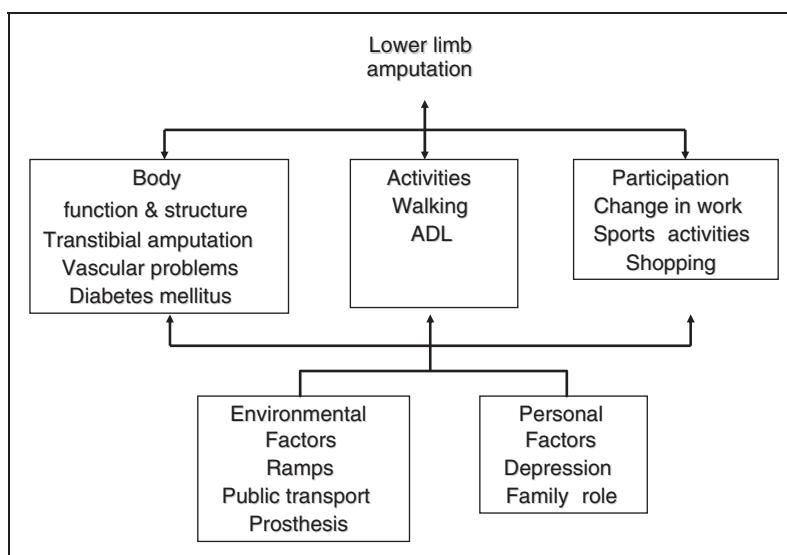 Lower limb
amputation
Body
function & structure
Transtibial amputation
Vascular problems
Diabetes mellitus
Activities
Walking
ADL
Participation
Change in work
Sports activities
Shopping
Environmental
Factors
Ramps
Public transport
Prosthesis
Personal
Factors
Depression
Family role